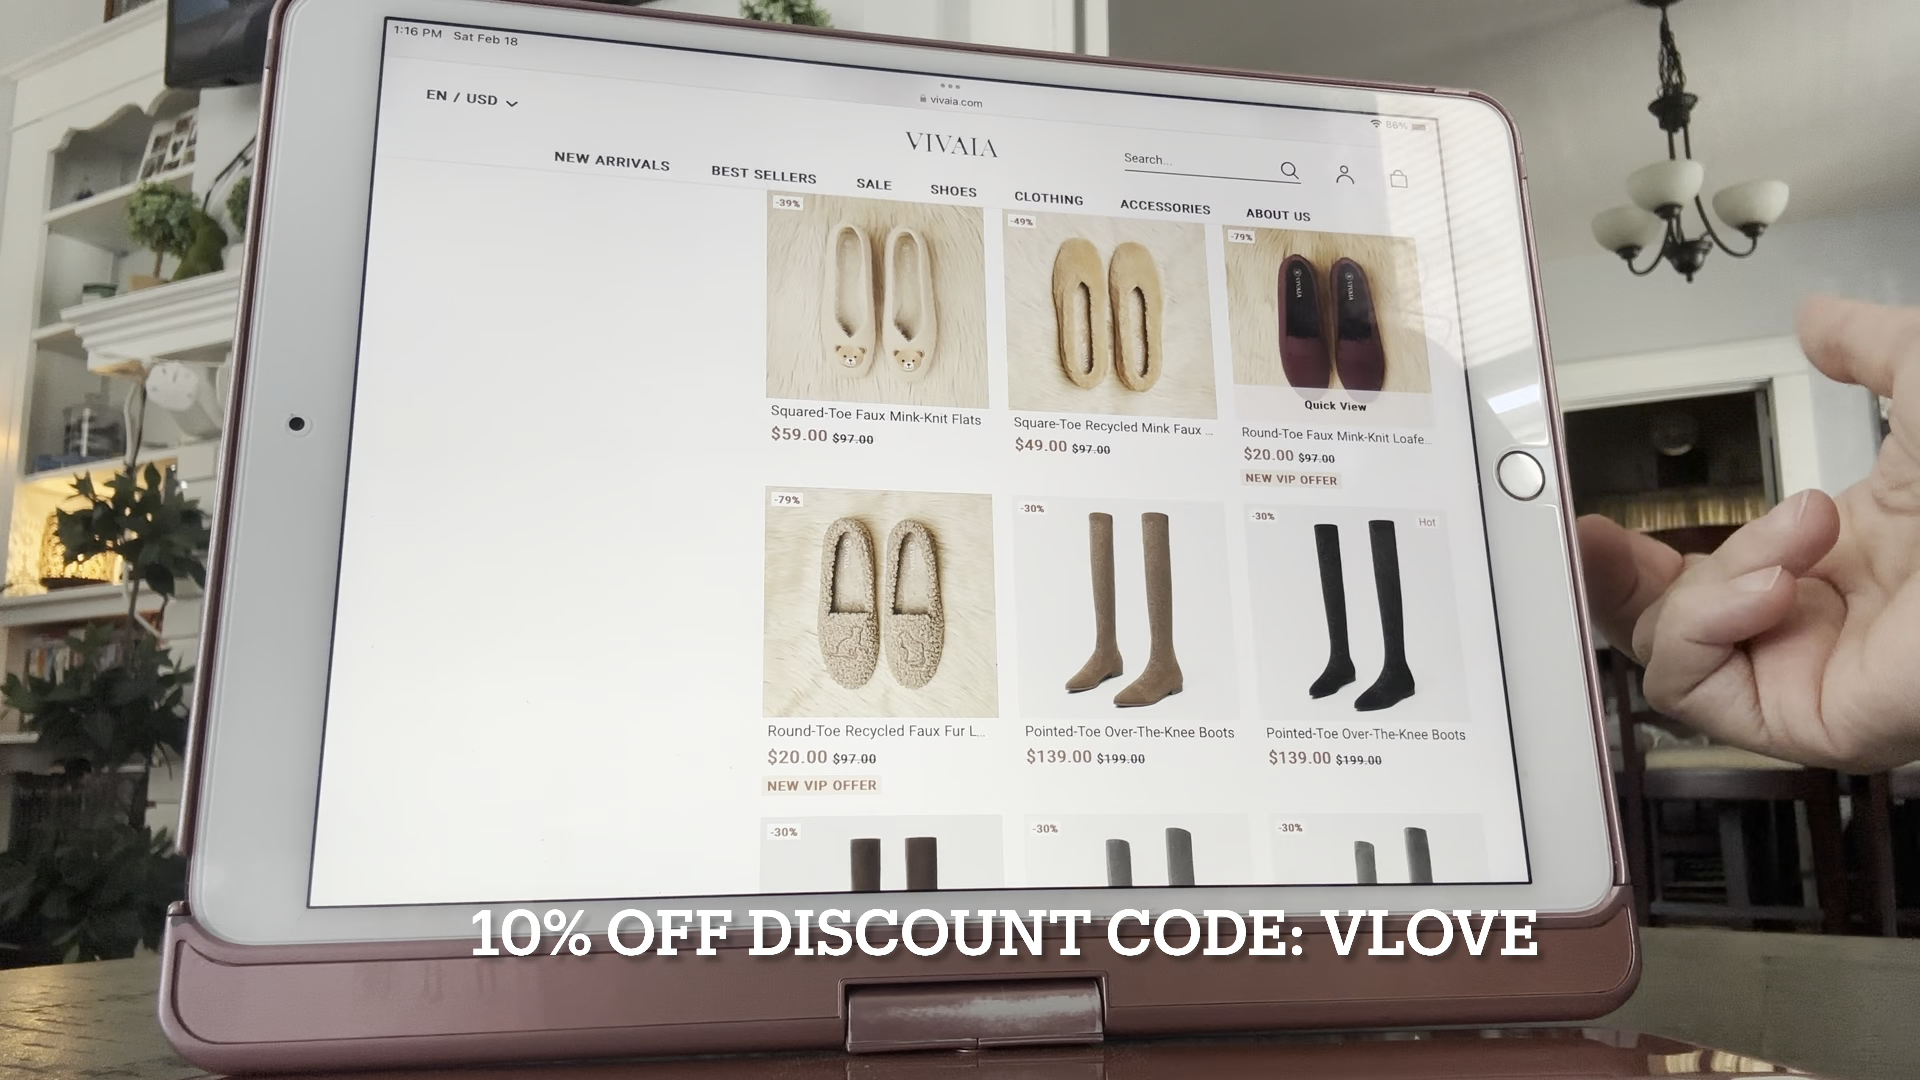 1:16 PM Sat Feb 18
vivaia.com
86%
EN / USD
VIVAIA
Search...
NEW ARRIVALS BEST SELLERS SALE SHOES CLOTHING ACCESSORIES ABOUT US
-39%
Squared-Toe Faux Mink-Knit Flats
$59.00 $97.00
-49%
Square-Toe Recycled Mink Faux ...
$49.00 $97.00
-79%
VIVAIA VIVAIA
Quick View
Round-Toe Faux Mink-Knit Loafe...
$20.00 $97.00
NEW VIP OFFER
-79%
Round-Toe Recycled Faux Fur L...
$20.00 $97.00
NEW VIP OFFER
-30%
Pointed-Toe Over-The-Knee Boots
$139.00 $199.00
-30%
Hot
Pointed-Toe Over-The-Knee Boots
$139.00 $199.00
-30%
-30%
-30%
10% OFF DISCOUNT CODE: VLOVE